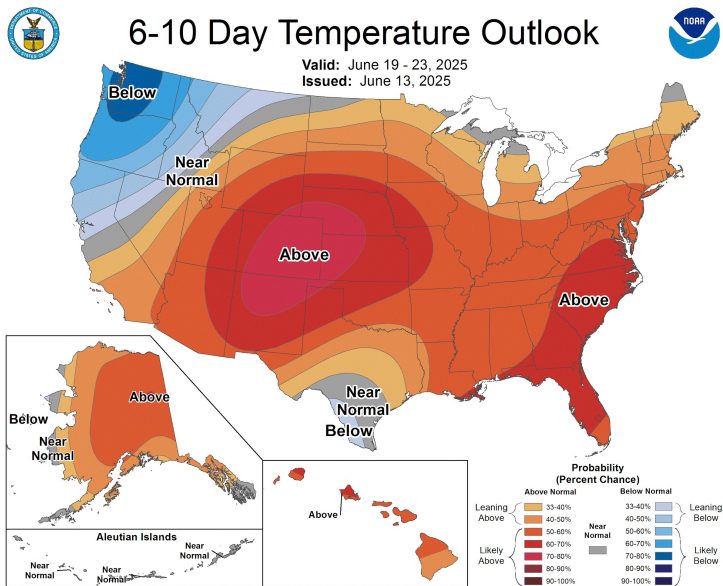 6-10 Day Temperature Outlook
Valid: June 19 - 23, 2025
Issued: June 13, 2025
NOAA
Below
Near
Normal
Above
Above
Near
Normal
Below
Above
Below
Near
Normal
Aleutian Islands
Near
Normal
Near
Normal
Near
Normal
Above
Probability
(Percent Chance)
Above Normal
Below Normal
Leaning
Above
33-40%
40-50%
Likely
Above
50-60%
60-70%
70-80%
80-90%
90-100%
Near
Normal
33-40%
40-50%
Leaning
Below
50-60%
60-70%
70-80%
80-90%
90-100%
Likely
Below